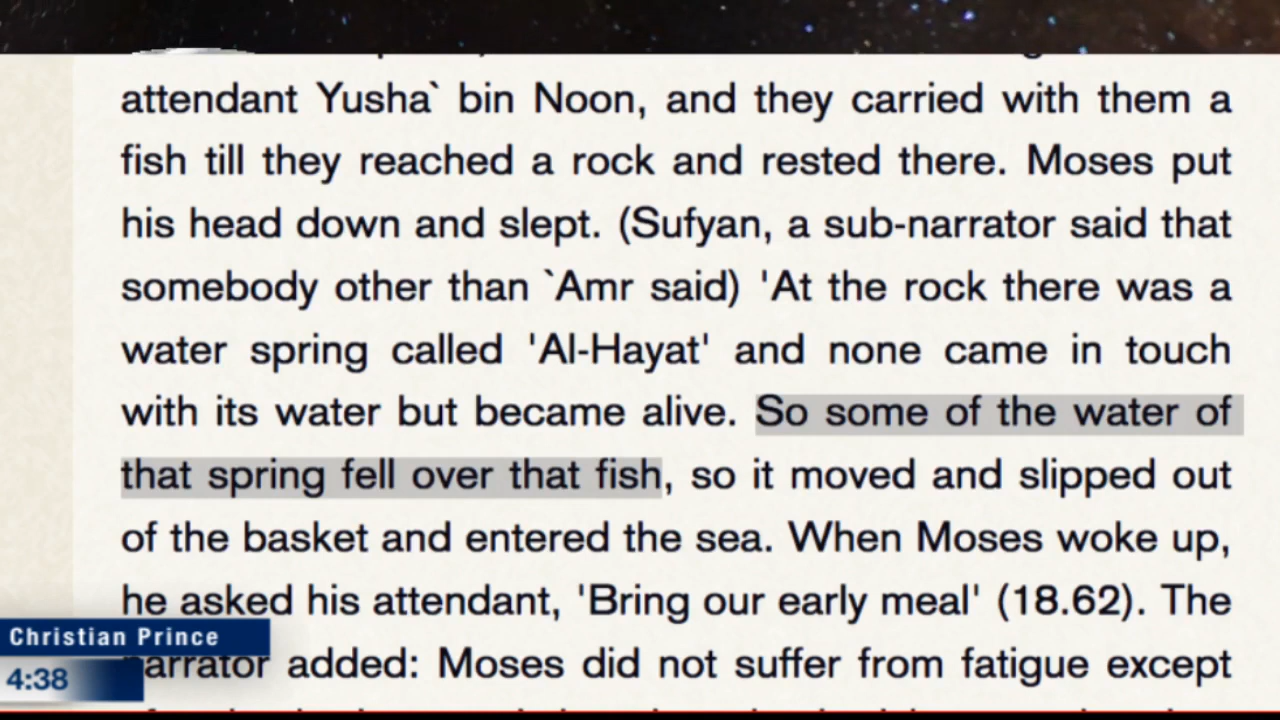 attendant Yusha` bin Noon, and they carried with them a
fish till they reached a rock and rested there. Moses put
his head down and slept. (Sufyan, a sub-narrator said that
somebody other than `Amr said) 'At the rock there was a
water spring called 'Al-Hayat' and none came in touch
with its water but became alive. So some of the water of
that spring fell over that fish, so it moved and slipped out
of the basket and entered the sea. When Moses woke up,
he asked his attendant, 'Bring our early meal' (18.62). The
narrator added: Moses did not suffer from fatigue except
Christian Prince
4:38